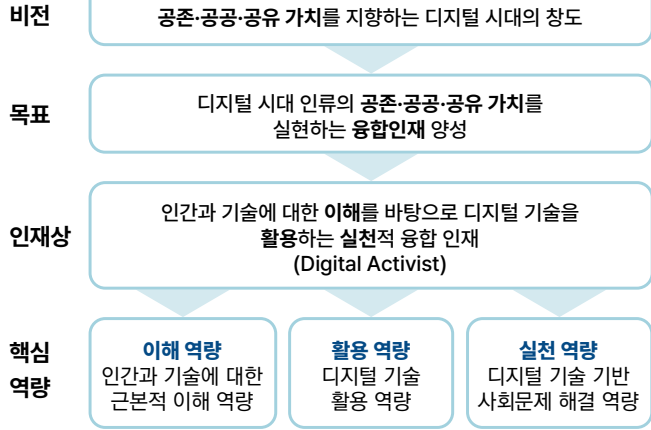 비전
공존·공공·공유 가치를 지향하는 디지털 시대의 창도
목표
디지털 시대 인류의 공존·공공·공유 가치를
실현하는 융합인재 양성
인재상
인간과 기술에 대한 이해를 바탕으로 디지털 기술을
활용하는 실천적 융합 인재
(Digital Activist)
핵심
역량
이해 역량
인간과 기술에 대한
근본적 이해 역량
활용 역량
디지털 기술
활용 역량
실천 역량
디지털 기술 기반
사회문제 해결 역량